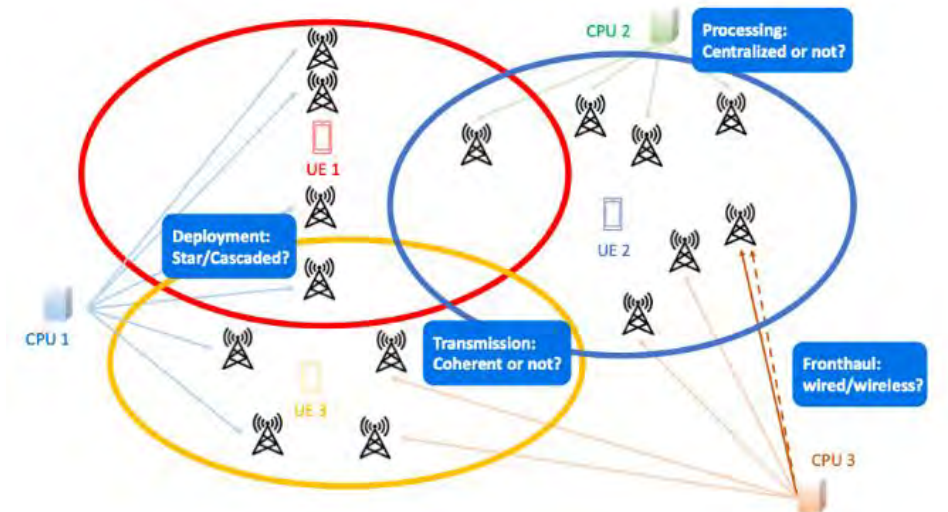 CPU 2
Processing:
Centralized or not?
UE 1
UE 2
Deployment:
Star/Cascaded?
CPU 1
Transmission:
Coherent or not?
Fronthaul:
wired/wireless?
UE 3
CPU 3